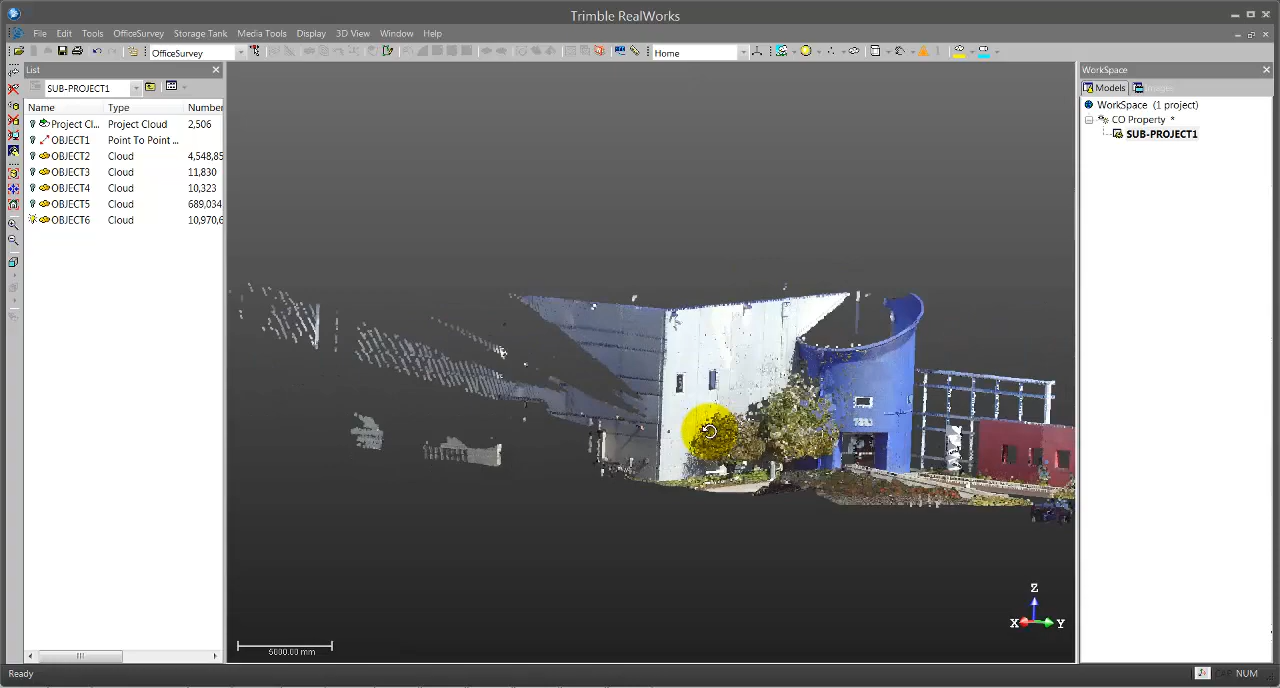 Trimble RealWorks
File Edit Tools OfficeSurvey Storage Tank Media Tools Display 3D View Window Help
OfficeSurvey Home
List
SUB-PROJECT1
Name Type Number
Project Cl... Project Cloud 2,506
OBJECT1 Point To Point ...
OBJECT2 Cloud 4,548,85
OBJECT3 Cloud 11,830
OBJECT4 Cloud 10,323
OBJECT5 Cloud 689,034
OBJECT6 Cloud 10,970,6
WorkSpace
Models Images
WorkSpace (1 project)
CO Property *
SUB-PROJECT1
Z
X Y
5000.00 mm
Ready CAP NUM